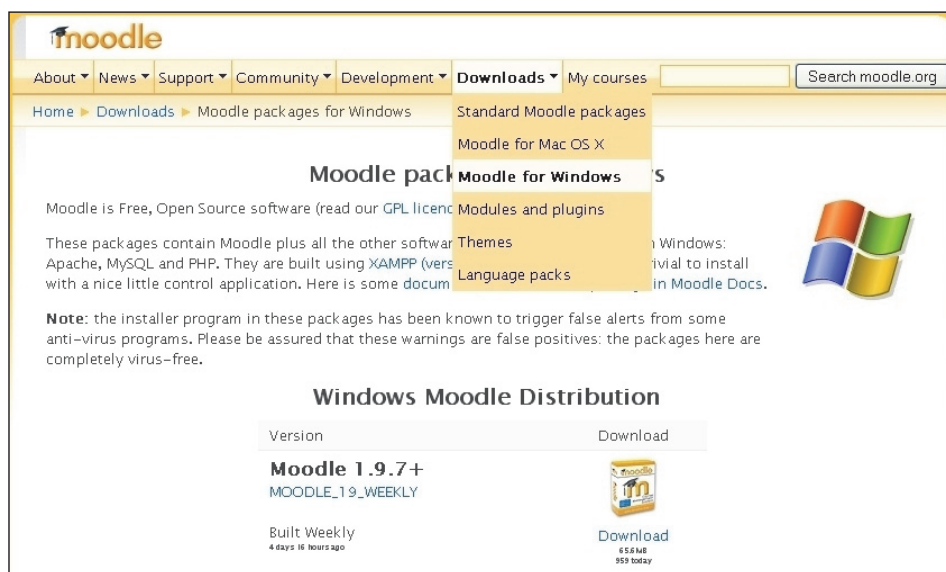 moodle
About News Support Community Development Downloads My courses Search moodle.org
Home Downloads Moodle packages for Windows
Standard Moodle packages
Moodle for Mac OS X
Moodle for Windows
Modules and plugins
Themes
Language packs
Moodle pack s
Moodle is Free, Open Source software (read our GPL licenc
These packages contain Moodle plus all the other softwar n Windows:
Apache, MySQL and PHP. They are built using XAMPP (vers rivial to install
with a nice little control application. Here is some docum in Moodle Docs.
Note: the installer program in these packages has been known to trigger false alerts from some
anti-virus programs. Please be assured that these warnings are false positives: the packages here are
completely virus-free.
Windows Moodle Distribution
Version Download
Moodle 1.9.7+
MOODLE_19_WEEKLY
moodle
m
Built Weekly
4 days 16 hours ago
Download
65.6MB
959 today